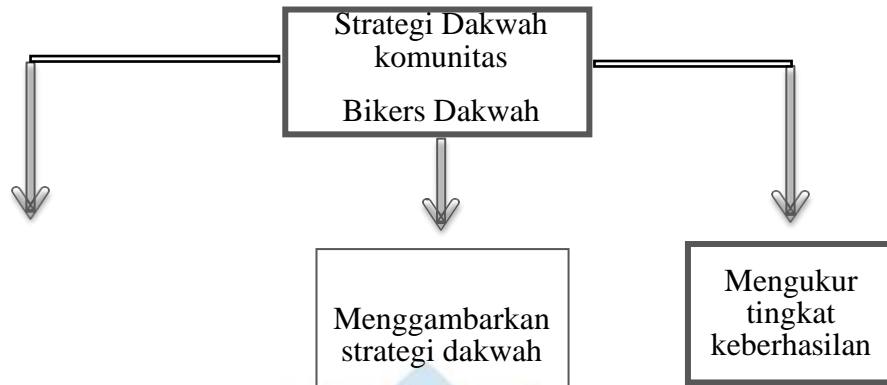 Strategi Dakwah
komunitas
Bikers Dakwah
Menggambarkan
strategi dakwah
Mengukur
tingkat
keberhasilan